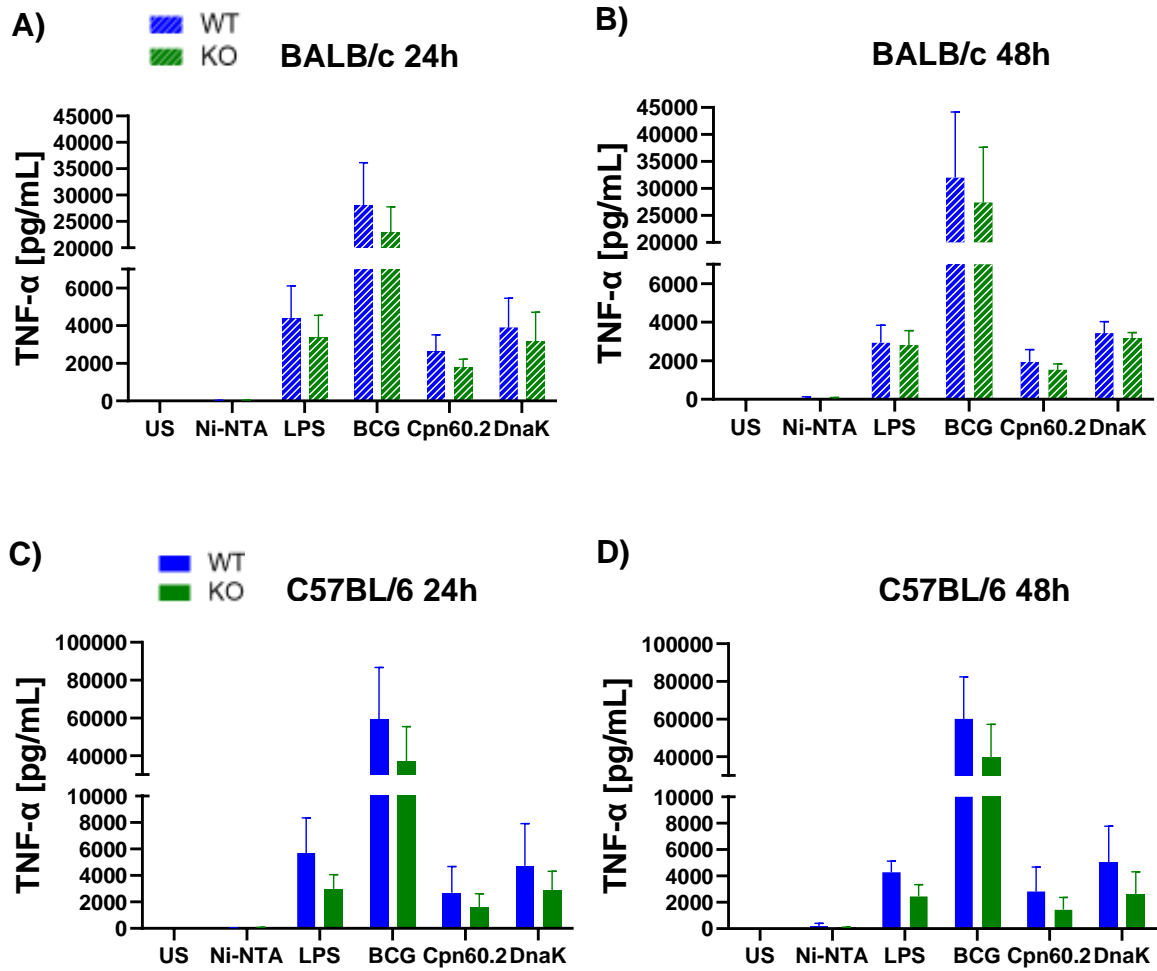 A)
WT
KO
BALB/c 24h
TNF-α [pg/mL]
45000
40000
35000
30000
25000
20000
6000
4000
2000
0
US Ni-NTA LPS BCG Cpn60.2 DnaK
B)
BALB/c 48h
TNF-α [pg/mL]
45000
40000
35000
30000
25000
20000
6000
4000
2000
0
US Ni-NTA LPS BCG Cpn60.2 DnaK
C)
WT
KO
C57BL/6 24h
TNF-α [pg/mL]
100000
80000
60000
40000
10000
8000
6000
4000
2000
0
US Ni-NTA LPS BCG Cpn60.2 DnaK
D)
C57BL/6 48h
TNF-α [pg/mL]
100000
80000
60000
40000
10000
8000
6000
4000
2000
0
US Ni-NTA LPS BCG Cpn60.2 DnaK